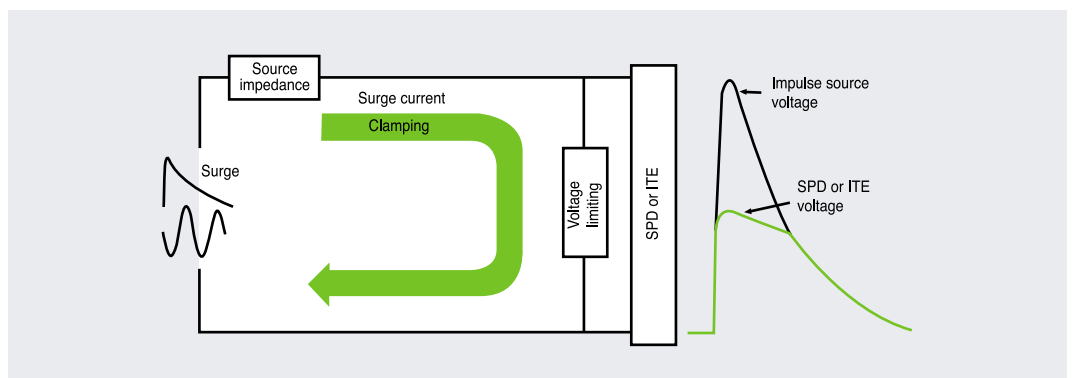 Source
impedance
Surge current
Clamping
Surge
Voltage
limiting
SPD or ITE
Impulse source
voltage
SPD or ITE
voltage